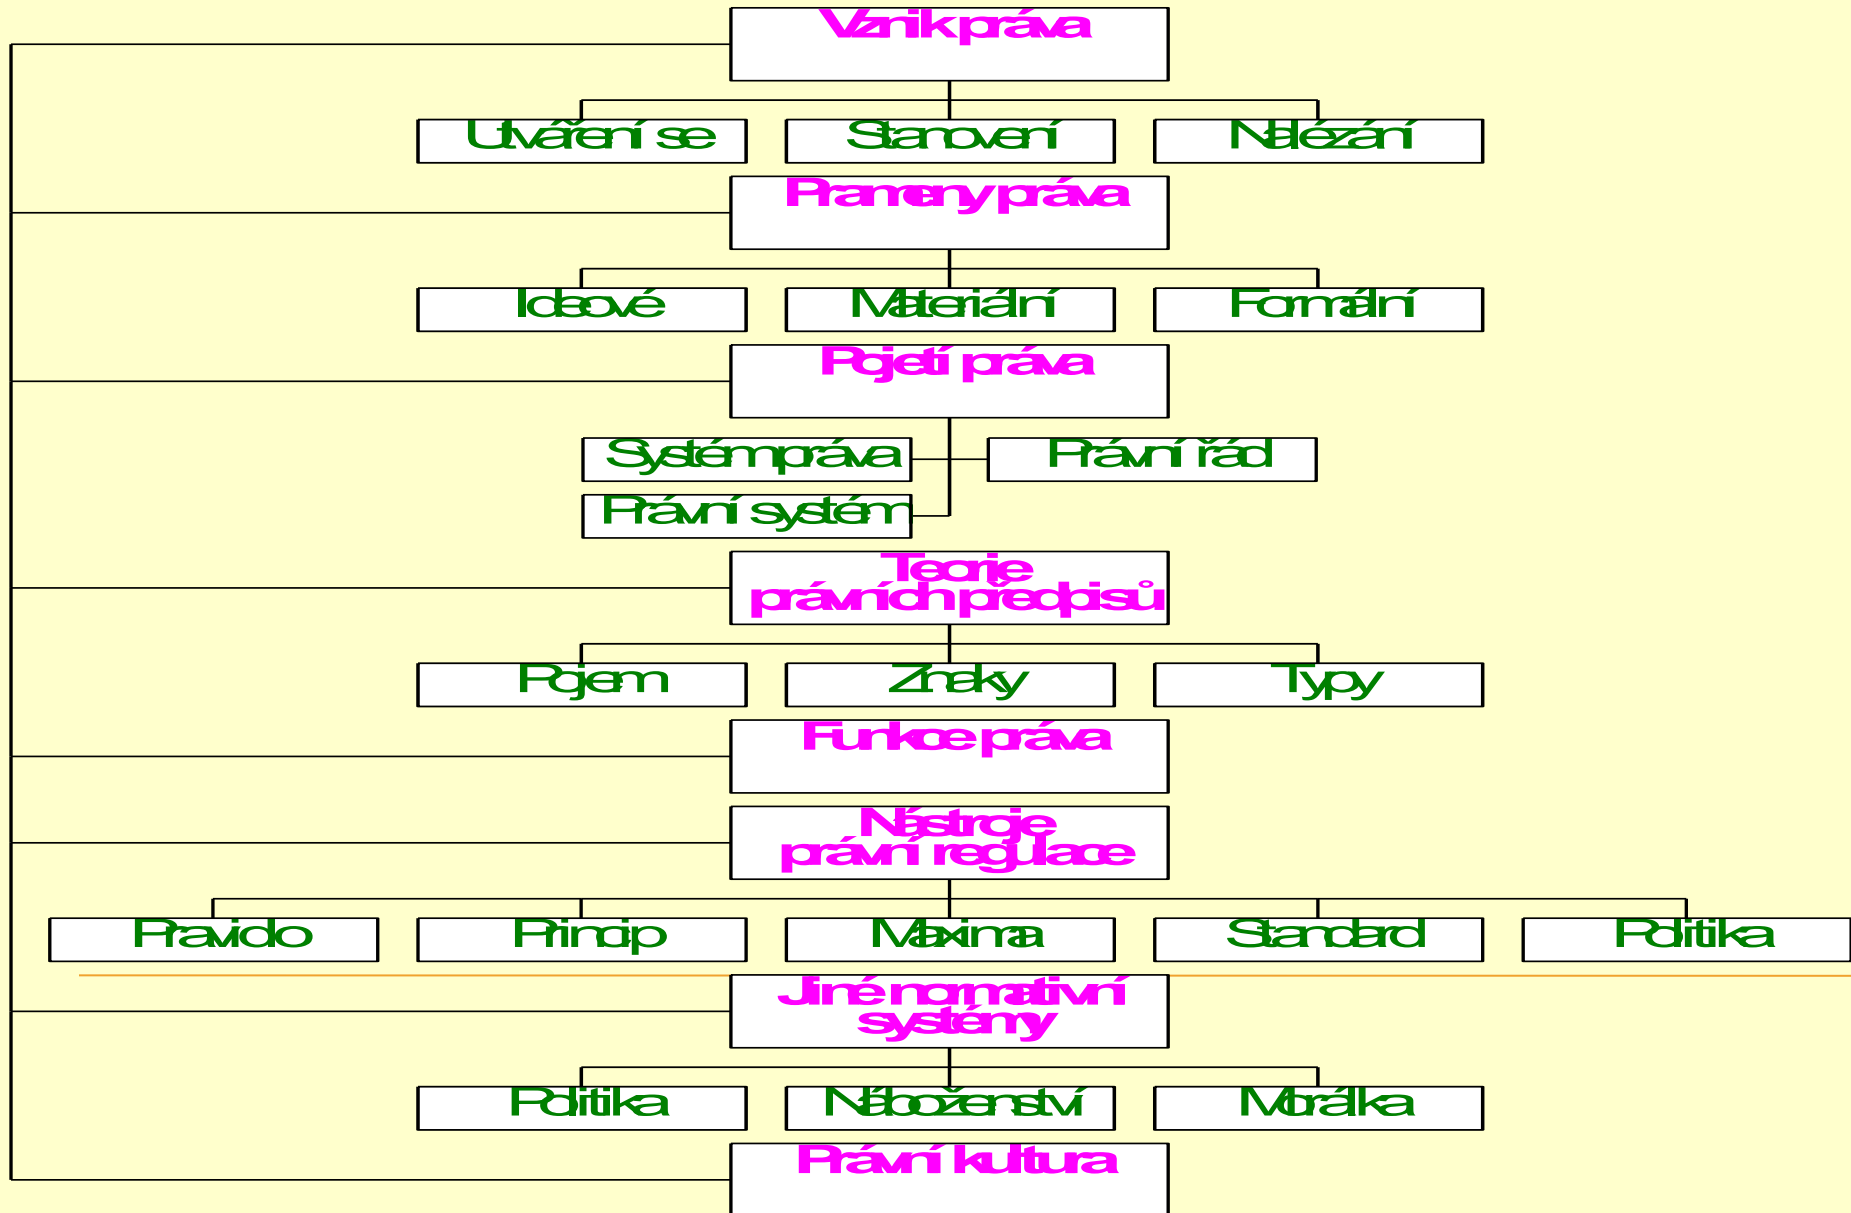 Vznik práva
Utváření se
Stanovení
Nalézání
Prameny práva
Ideové
Materiální
Formální
Pojetí práva
Systém práva
Právní řád
Právní systém
Teorie
právních předpisů
Pojem
Znaky
Typy
Funkce práva
Nástroje
právní regulace
Pravidlo
Princip
Maxima
Standard
Politika
Jiné normativní
systémy
Politika
Náboženství
Morálka
Právní kultura